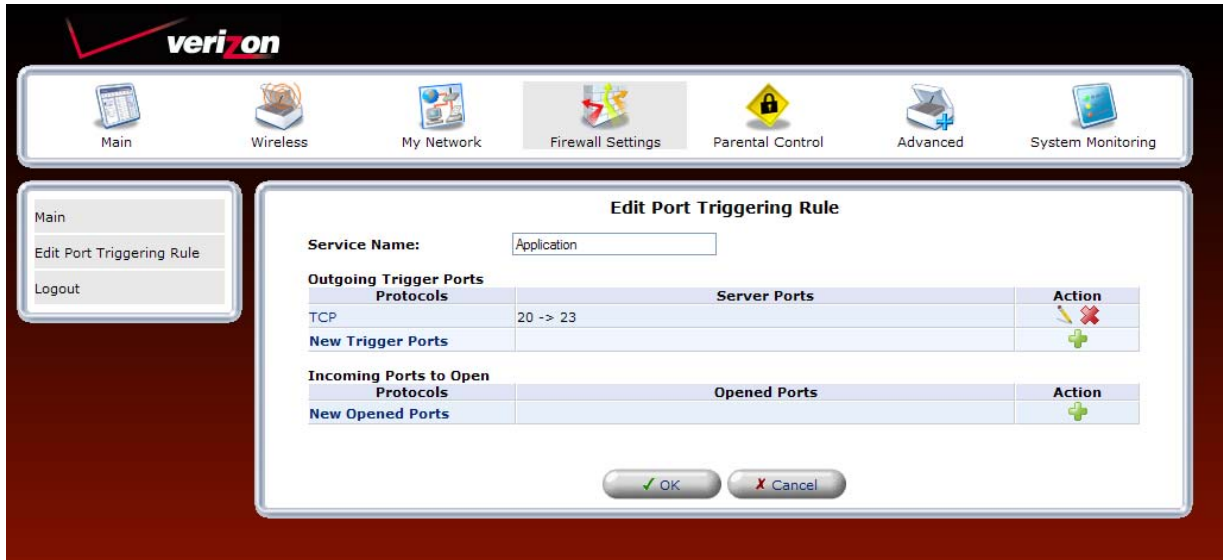 verizon
Main Wireless My Network Firewall Settings Parental Control Advanced System Monitoring
Main
Edit Port Triggering Rule
Logout
Edit Port Triggering Rule
Service Name: Application
Outgoing Trigger Ports
Protocols Server Ports Action
TCP 20 -> 23
New Trigger Ports
Incoming Ports to Open
Protocols Opened Ports Action
New Opened Ports
OK Cancel